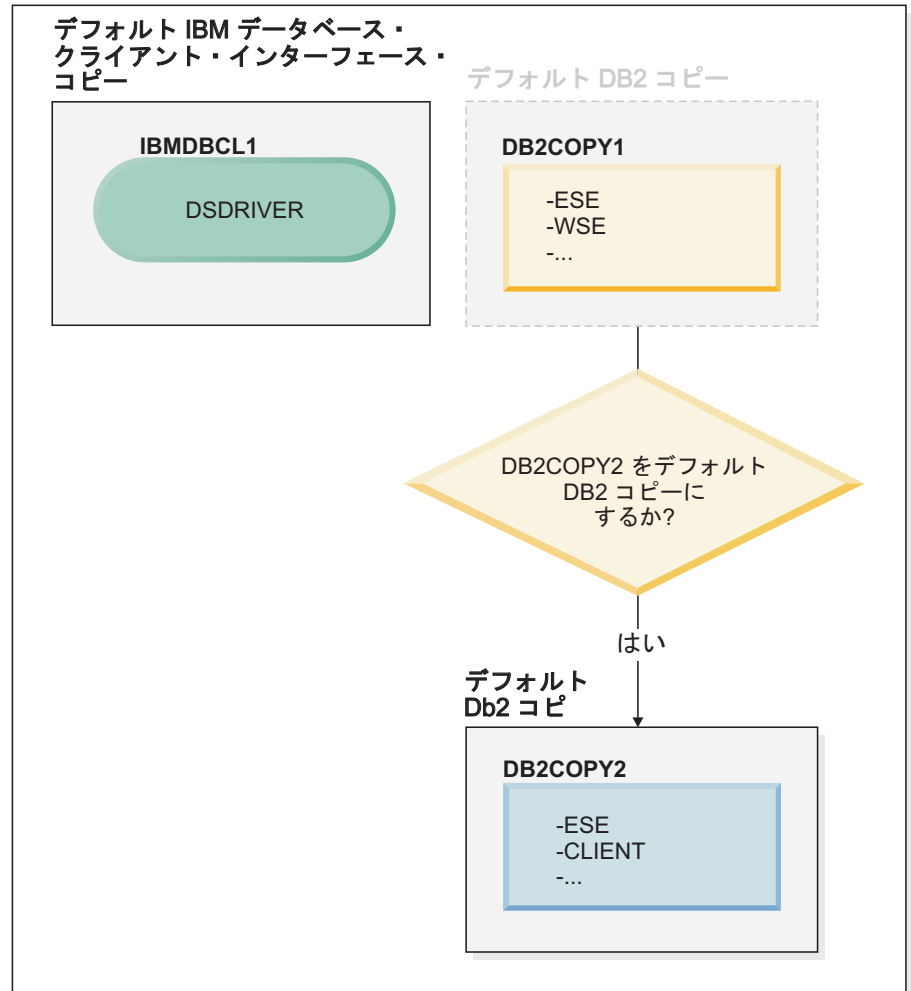 デフォルト IBM データベース・
クライアント・インターフェース・
コピー
IBMDBCL1
DSDRIVER
デフォルト DB2 コピー
DB2COPY1
-ESE
-WSE
-...
DB2COPY2 をデフォルト
DB2 コピーに
するか?
はい
デフォルト
Db2 コピ
DB2COPY2
-ESE
-CLIENT
-...